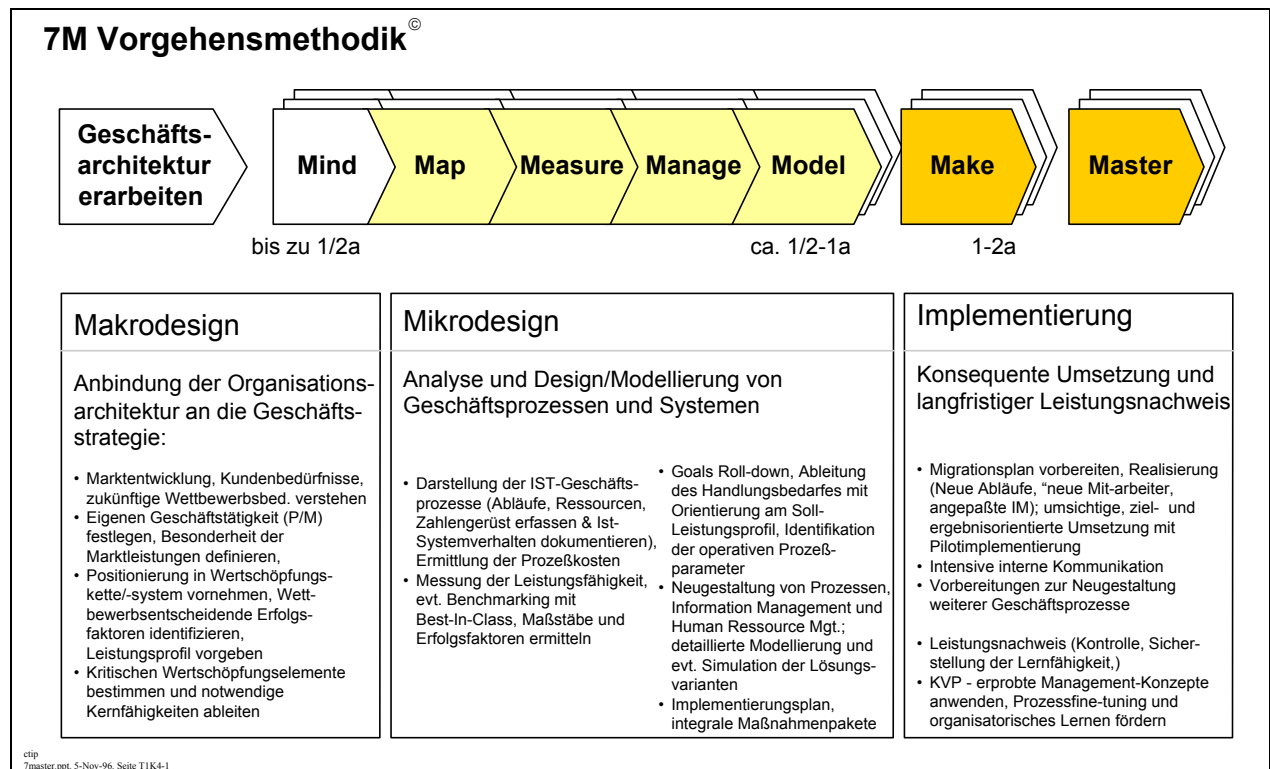 7M Vorgehensmethodik©
Geschäfts-
architektur
erarbeiten
Mind
Map
Measure
Manage
Model
Make
Master
bis zu 1/2a
ca. 1/2-1a
1-2a
Makrodesign
Anbindung der Organisations-
architektur an die Geschäfts-
strategie:
• Marktentwicklung, Kundenbedürfnisse,
zukünftige Wettbewerbsbed. verstehen
• Eigenen Geschäftstätigkeit (P/M)
festlegen, Besonderheit der
Marktleistungen definieren,
• Positionierung in Wertschöpfungs-
kette/-system vornehmen, Wett-
bewerbsentscheidende Erfolgs-
faktoren identifizieren,
Leistungsprofil vorgeben
• Kritischen Wertschöpfungselemente
bestimmen und notwendige
Kernfähigkeiten ableiten
Mikrodesign
Analyse und Design/Modellierung von
Geschäftsprozessen und Systemen
• Darstellung der IST-Geschäfts-
prozesse (Abläufe, Ressourcen,
Zahlengerüst erfassen & Ist-
Systemverhalten dokumentieren),
Ermittlung der Prozeßkosten
• Messung der Leistungsfähigkeit,
evt. Benchmarking mit
Best-In-Class, Maßstäbe und
Erfolgsfaktoren ermitteln
• Goals Roll-down, Ableitung
des Handlungsbedarfes mit
Orientierung am Soll-
Leistungsprofil, Identifikation
der operativen Prozeß-
parameter
• Neugestaltung von Prozessen,
Information Management und
Human Ressource Mgt.;
detaillierte Modellierung und
evt. Simulation der Lösungs-
varianten
• Implementierungsplan,
integrale Maßnahmenpakete
Implementierung
Konsequente Umsetzung und
langfristiger Leistungsnachweis
• Migrationsplan vorbereiten, Realisierung
(Neue Abläufe, “neue Mit-arbeiter,
angepaßte IM); umsichtige, ziel- und
ergebnisorientierte Umsetzung mit
Pilotimplementierung
• Intensive interne Kommunikation
• Vorbereitungen zur Neugestaltung
weiterer Geschäftsprozesse
• Leistungsnachweis (Kontrolle, Sicher-
stellung der Lernfähigkeit,)
• KVP - erprobte Management-Konzepte
anwenden, Prozessfine-tuning und
organisatorisches Lernen fördern
ctip
7master.ppt, 5-Nov-96, Seite T1K4-1